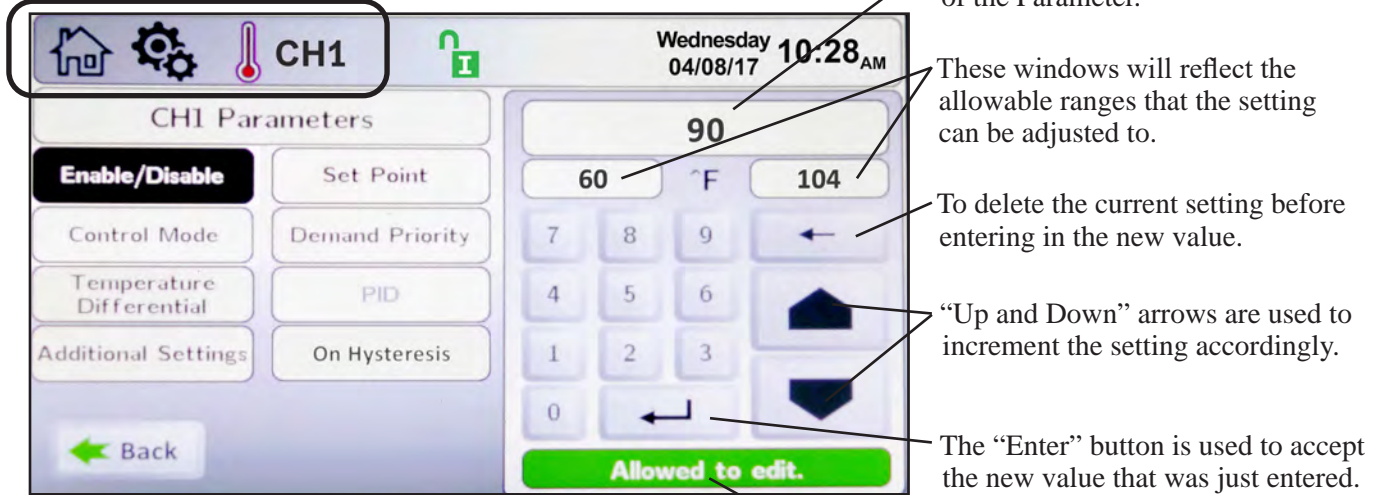 of the Parameter.
CH1
I
Wednesday
04/08/17
10:28 AM
CH1 Parameters
Enable/Disable
Set Point
Control Mode
Demand Priority
Temperature
Differential
PID
Additional Settings
On Hysteresis
Back
90
60
°F
104
7 8 9
4 5 6
1 2 3
0
Allowed to edit.
These windows will reflect the
allowable ranges that the setting
can be adjusted to.
To delete the current setting before
entering in the new value.
“Up and Down” arrows are used to
increment the setting accordingly.
The “Enter” button is used to accept
the new value that was just entered.